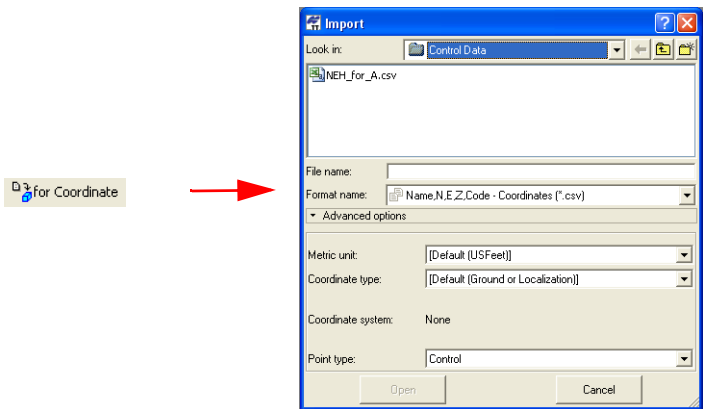 Import
Look in: Control Data
NEH_for_A.csv
File name:
Format name: Name,N,E,Z,Code - Coordinates (*.csv)
Advanced options
for Coordinate
Metric unit: [Default (USFeet)]
Coordinate type: [Default (Ground or Localization)]
Coordinate system: None
Point type: Control
Open Cancel